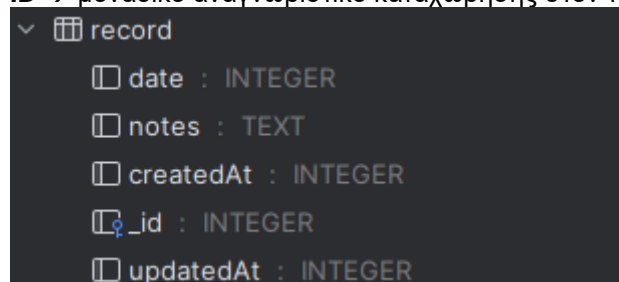 record
date : INTEGER
notes : TEXT
createdAt : INTEGER
_id : INTEGER
updatedAt : INTEGER